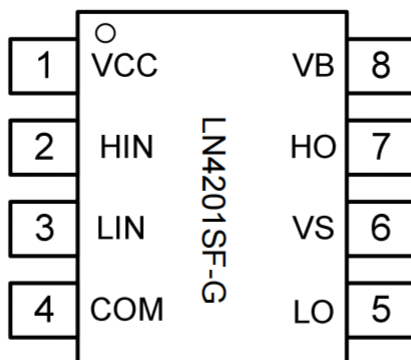 1 VCC VB 8
2 HIN HO 7
3 LIN VS 6
4 COM LO 5
LN4201SF-G